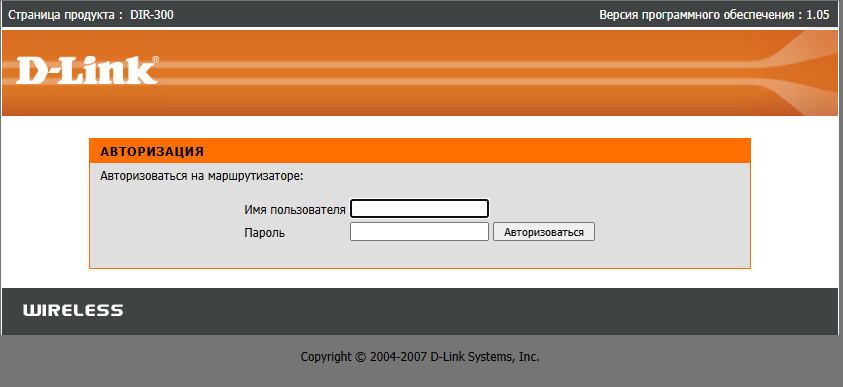 Страница продукта : DIR-300
Версия программного обеспечения : 1.05
D-Link®
АВТОРИЗАЦИЯ
Авторизоваться на маршрутизаторе:
Имя пользователя
Пароль Авторизоваться
WIRELESS
Copyright © 2004-2007 D-Link Systems, Inc.